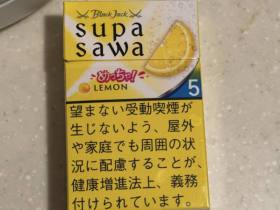 Black Jack
supa
sawa
めっちゃ!
LEMON
5
望まない受動喫煙が
生じないよう、屋外
や家庭でも周囲の状
況に配慮することが、
健康増進法上、義務
付けられています。